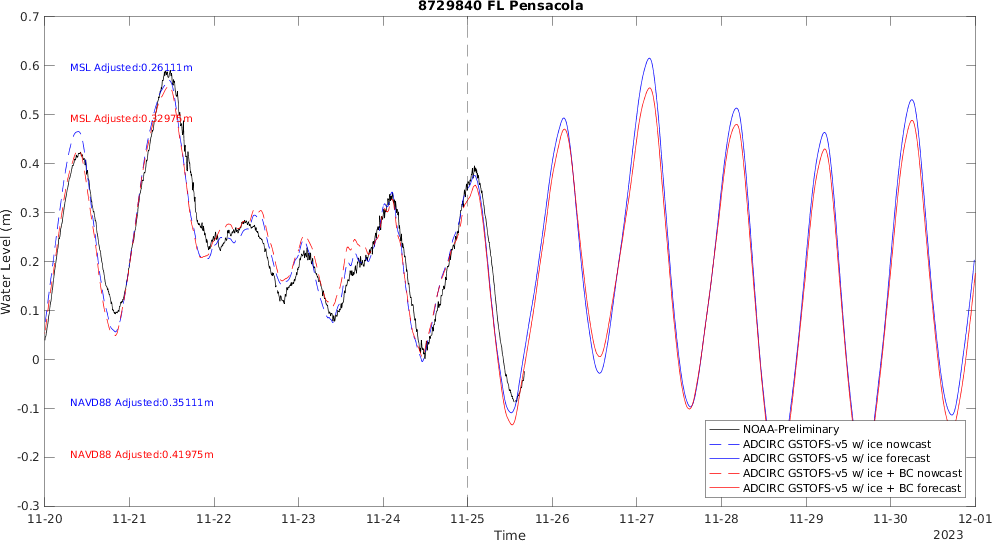 8729840 FL Pensacola
0.7
0.6
0.5
0.4
0.3
0.2
0.1
0
-0.1
-0.2
-0.3
Water Level (m)
MSL Adjusted:0.26111m
MSL Adjusted:0.32975m
NAVD88 Adjusted:0.35111m
NAVD88 Adjusted:0.41975m
NOAA-Preliminary
ADCIRC GSTOFS-v5 w/ ice nowcast
ADCIRC GSTOFS-v5 w/ ice forecast
ADCIRC GSTOFS-v5 w/ ice + BC nowcast
ADCIRC GSTOFS-v5 w/ ice + BC forecast
11-20 11-21 11-22 11-23 11-24 11-25 11-26 11-27 11-28 11-29 11-30 12-01
Time
2023